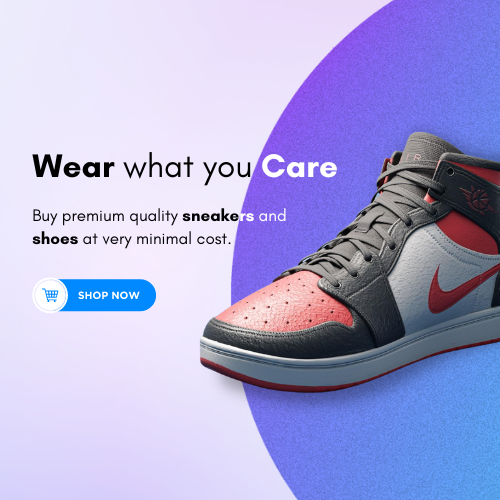 Wear what you Care
Buy premium quality sneakers and
shoes at very minimal cost.
SHOP NOW